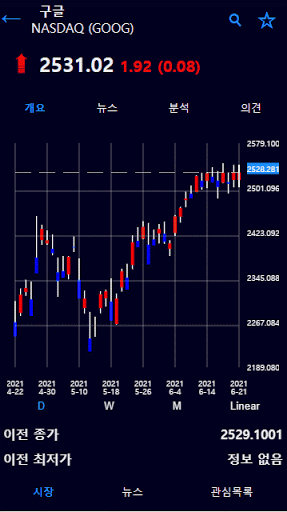 구글
NASDAQ (GOOG)
2531.02 1.92 (0.08)
개요 뉴스 분석 의견
2579.100
2528.281
2501.096
2423.092
2345.088
2267.084
2189.080
2021 2021 2021 2021 2021 2021 2021 2021
4-22 4-30 5-10 5-18 5-26 6-4 6-14 6-21
D W M Linear
이전 종가 2529.1001
이전 최저가 정보 없음
시장 뉴스 관심목록